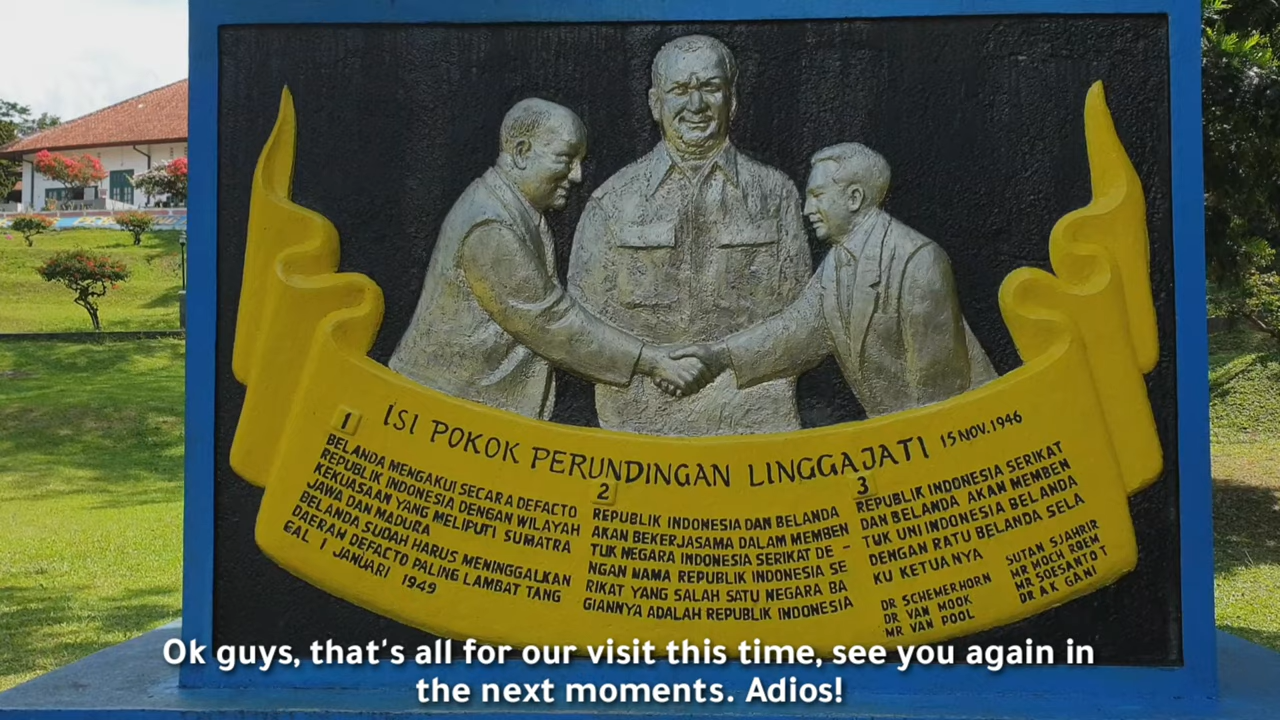 ISI POKOK PERUNDINGAN LINGGAJATI 15 NOV. 1946
1
BELANDA MENGAKUI SECARA DEFACTO
REPUBLIK INDONESIA DENGAN WILAYAH
KEKUASAAN YANG MELIPUTI SUMATRA
JAWA DAN MADURA
BELANDA SUDAH HARUS MENINGGALKAN
DAERAH DEFACTO PALING LAMBAT TANG
GAL 1 JANUARI 1949
2
REPUBLIK INDONESIA DAN BELANDA
AKAN BEKERJASAMA DALAM MEMBEN
TUK NEGARA INDONESIA SERIKAT DE -
NGAN NAMA REPUBLIK INDONESIA SE
RIKAT YANG SALAH SATU NEGARA BA
GIANNYA ADALAH REPUBLIK INDONESIA
3
REPUBLIK INDONESIA SERIKAT
DAN BELANDA AKAN MEMBEN
TUK UNI INDONESIA BELANDA
DENGAN RATU BELANDA SELA
KU KETUANYA
DR SCHEMERHORN
DR VAN MOOK
MR VAN POOL
SUTAN SJAHRIR
MR MOCH ROEM
MR SOESANTO T
DR A K GANI
Ok guys, that's all for our visit this time, see you again in
the next moments. Adios!